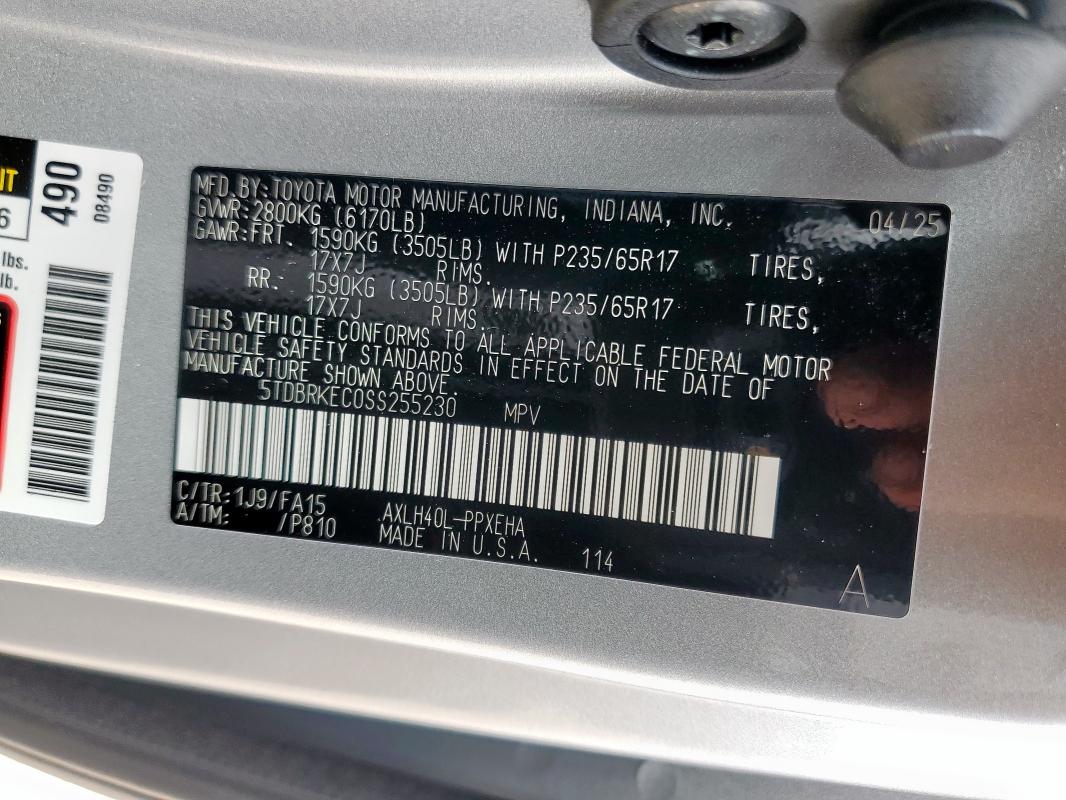 IT
6
lbs.
lb.
490
08490
MFD.BY:TOYOTA MOTOR MANUFACTURING, INDIANA, INC. 04/25
GVWR:2800KG (6170LB)
GAWR:FRT. 1590KG (3505LB) WITH P235/65R17 TIRES,
17X7J RIMS.
RR. 1590KG (3505LB) WITH P235/65R17 TIRES,
17X7J RIMS.
THIS VEHICLE CONFORMS TO ALL APPLICABLE FEDERAL MOTOR
VEHICLE SAFETY STANDARDS IN EFFECT ON THE DATE OF
MANUFACTURE SHOWN ABOVE.
5TDBRKEC0SS255230 MPV
C/TR:1J9/FA15 AXLH40L-PPXEHA
A/TM: /P810 MADE IN U.S.A. 114
A